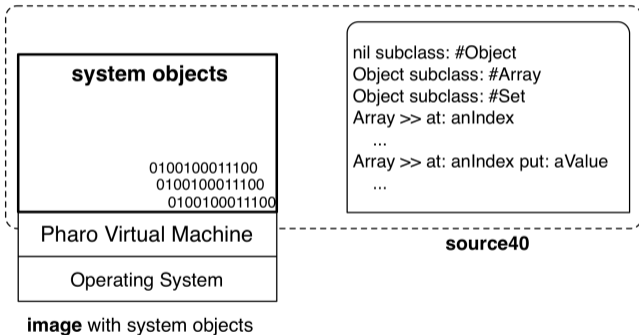 system objects
0100100011100
0100100011100
0100100011100
Pharo Virtual Machine
Operating System
image with system objects
nil subclass: #Object
Object subclass: #Array
Object subclass: #Set
Array >> at: anIndex
...
Array >> at: anIndex put: aValue
...
source40